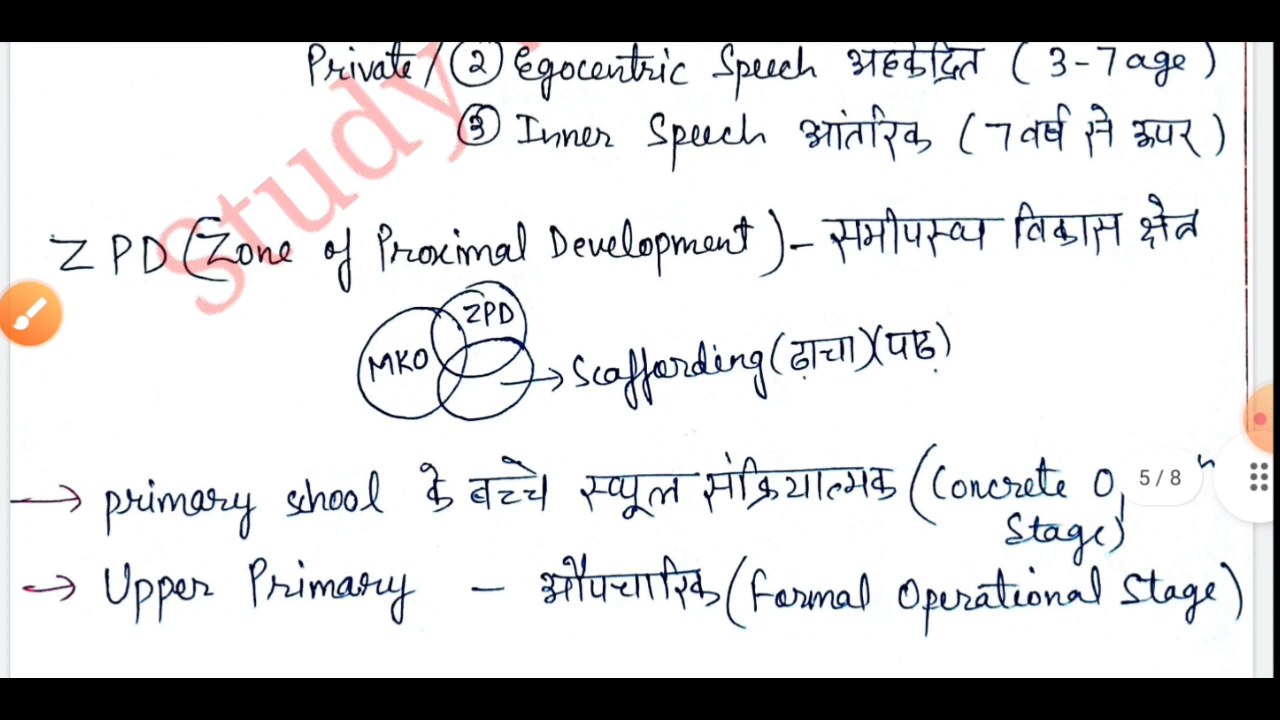 Private/ ② Egocentric Speech अहकेंद्रित ( 3-7 age )
③ Inner Speech आंतरिक ( 7 वर्ष से ऊपर )
Study
ZPD (Zone of Proximal Development) - समीपस्थ विकास क्षेत्र
ZPD
MKO
→ Scaffording (ढ़ाचा)(पाढ़)
→ primary school के बच्चे स्थूल संक्रियात्मक (Concrete O
5 / 8
Stage)
→ Upper Primary - औपचारिक (Formal Operational Stage)